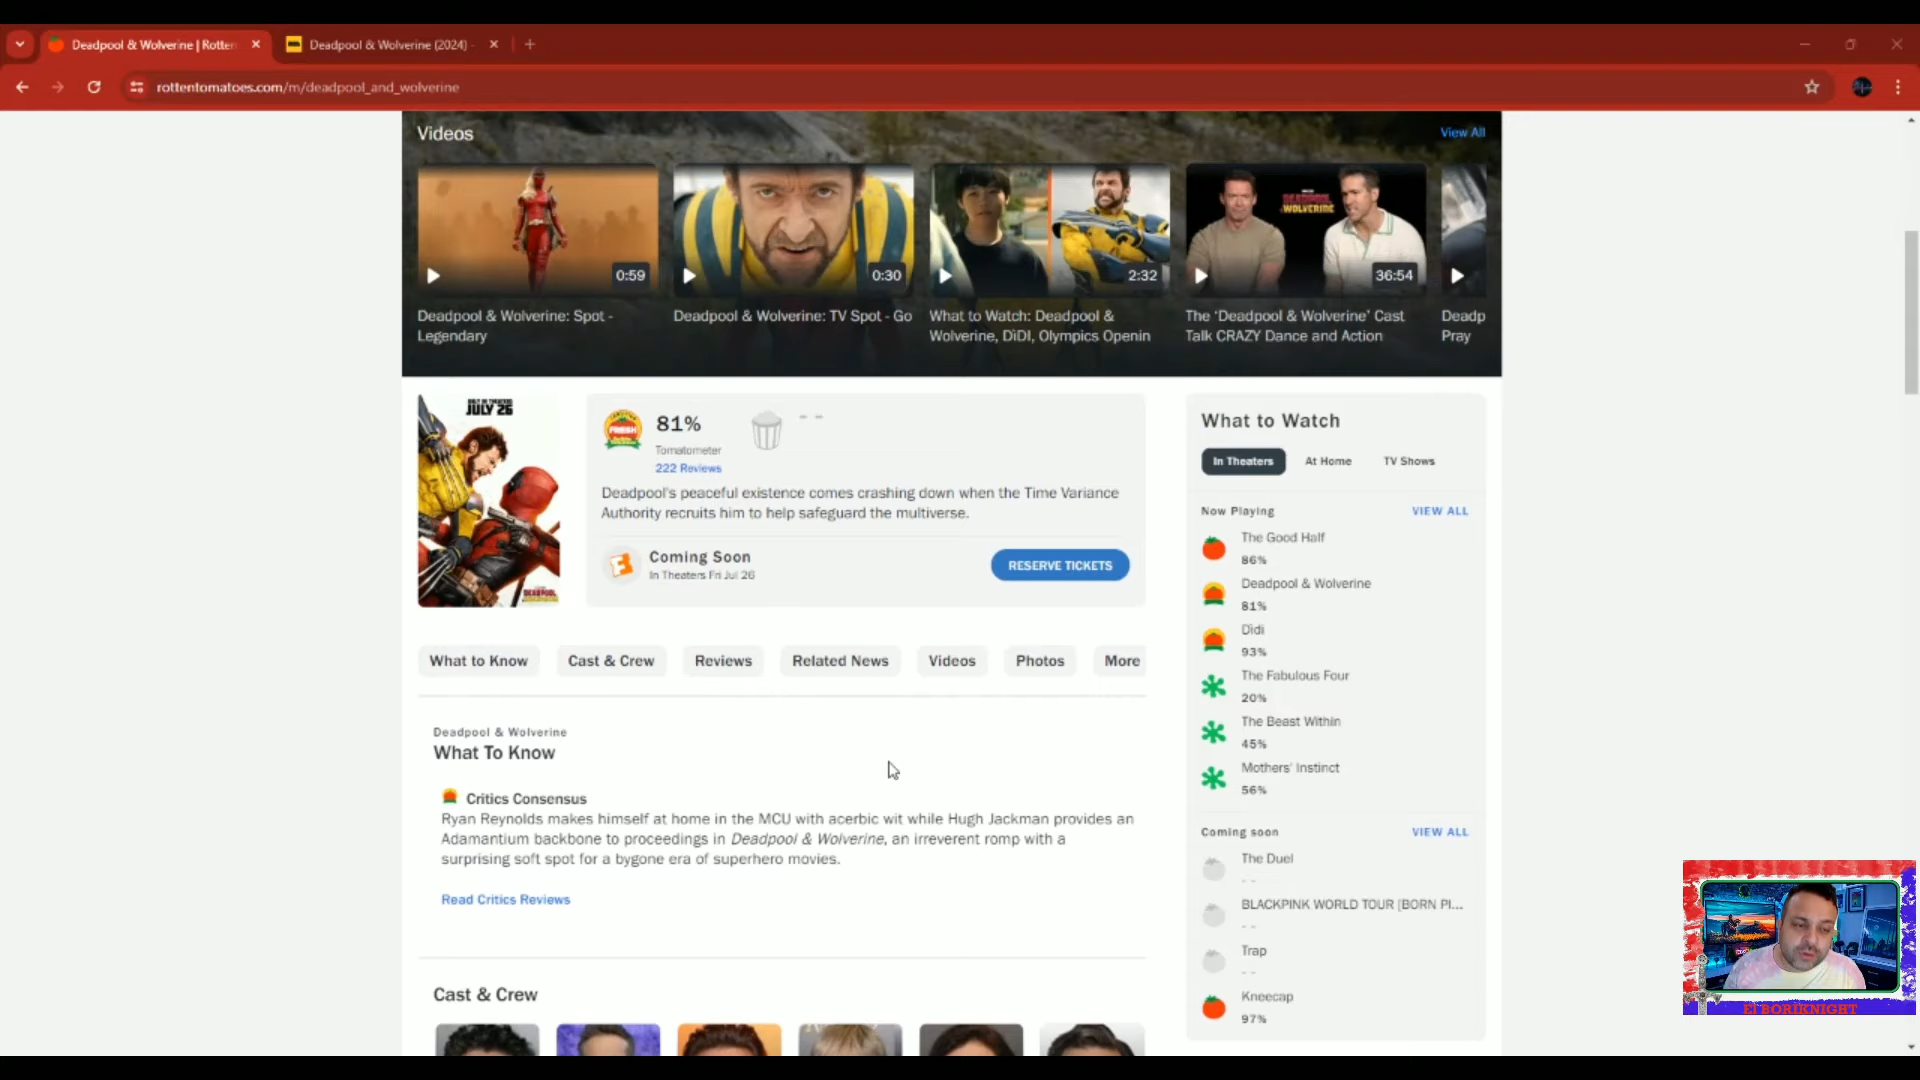 Deadpool & Wolverine | Rotten
Deadpool & Wolverine (2024) -
rottentomatoes.com/m/deadpool_and_wolverine
Videos
View All
0:59
0:30
2:32
36:54
Deadpool & Wolverine: Spot -
Legendary
Deadpool & Wolverine: TV Spot - Go
What to Watch: Deadpool &
Wolverine, DìDI, Olympics Openin
The 'Deadpool & Wolverine' Cast
Talk CRAZY Dance and Action
Deadp
Pray
JULY 26
81%
- -
Tomatometer
222 Reviews
Deadpool's peaceful existence comes crashing down when the Time Variance
Authority recruits him to help safeguard the multiverse.
Coming Soon
In Theaters Fri Jul 26
RESERVE TICKETS
What to Know
Cast & Crew
Reviews
Related News
Videos
Photos
More
Deadpool & Wolverine
What To Know
Critics Consensus
Ryan Reynolds makes himself at home in the MCU with acerbic wit while Hugh Jackman provides an
Adamantium backbone to proceedings in Deadpool & Wolverine, an irreverent romp with a
surprising soft spot for a bygone era of superhero movies.
Read Critics Reviews
Cast & Crew
What to Watch
In Theaters
At Home
TV Shows
Now Playing
VIEW ALL
The Good Half
86%
Deadpool & Wolverine
81%
Dìdi
93%
The Fabulous Four
20%
The Beast Within
45%
Mothers' Instinct
56%
Coming soon
VIEW ALL
The Duel
- -
BLACKPINK WORLD TOUR [BORN PI...
- -
Trap
- -
Kneecap
97%
El BORIKNIGHT